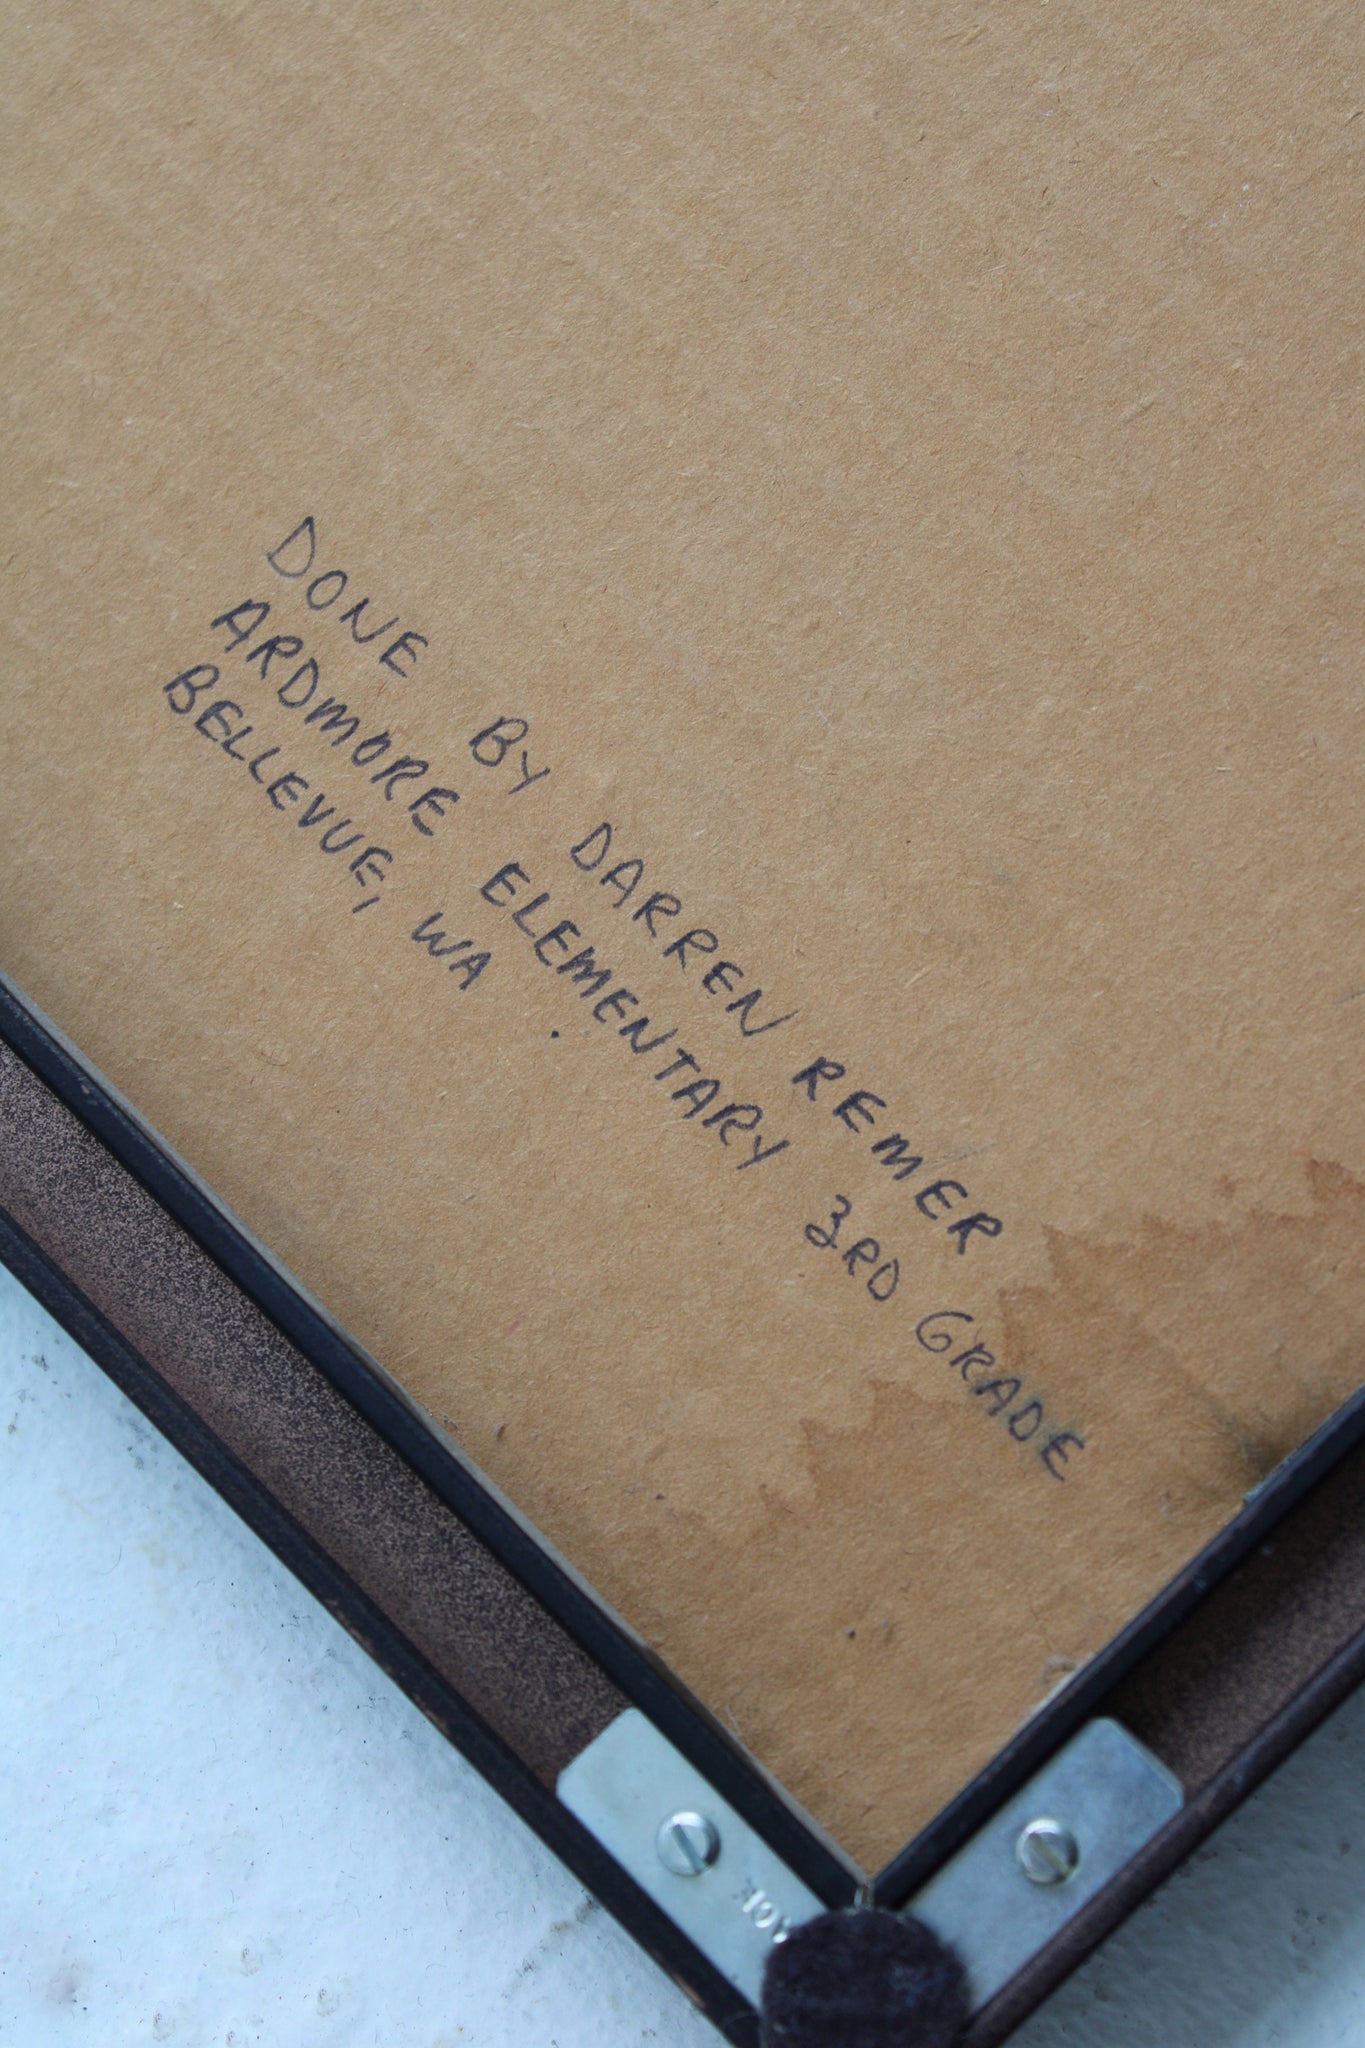 DONE BY DARREN REMER
ARDMORE ELEMENTARY 3RD GRADE
BELLEVUE, WA